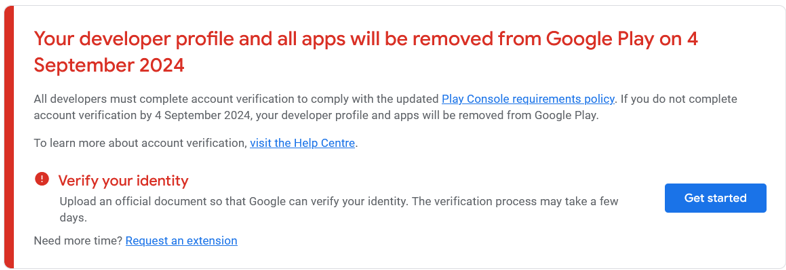 Your developer profile and all apps will be removed from Google Play on 4
September 2024
All developers must complete account verification to comply with the updated Play Console requirements policy. If you do not complete
account verification by 4 September 2024, your developer profile and apps will be removed from Google Play.
To learn more about account verification, visit the Help Centre.
Verify your identity
Upload an official document so that Google can verify your identity. The verification process may take a few
days.
Get started
Need more time? Request an extension